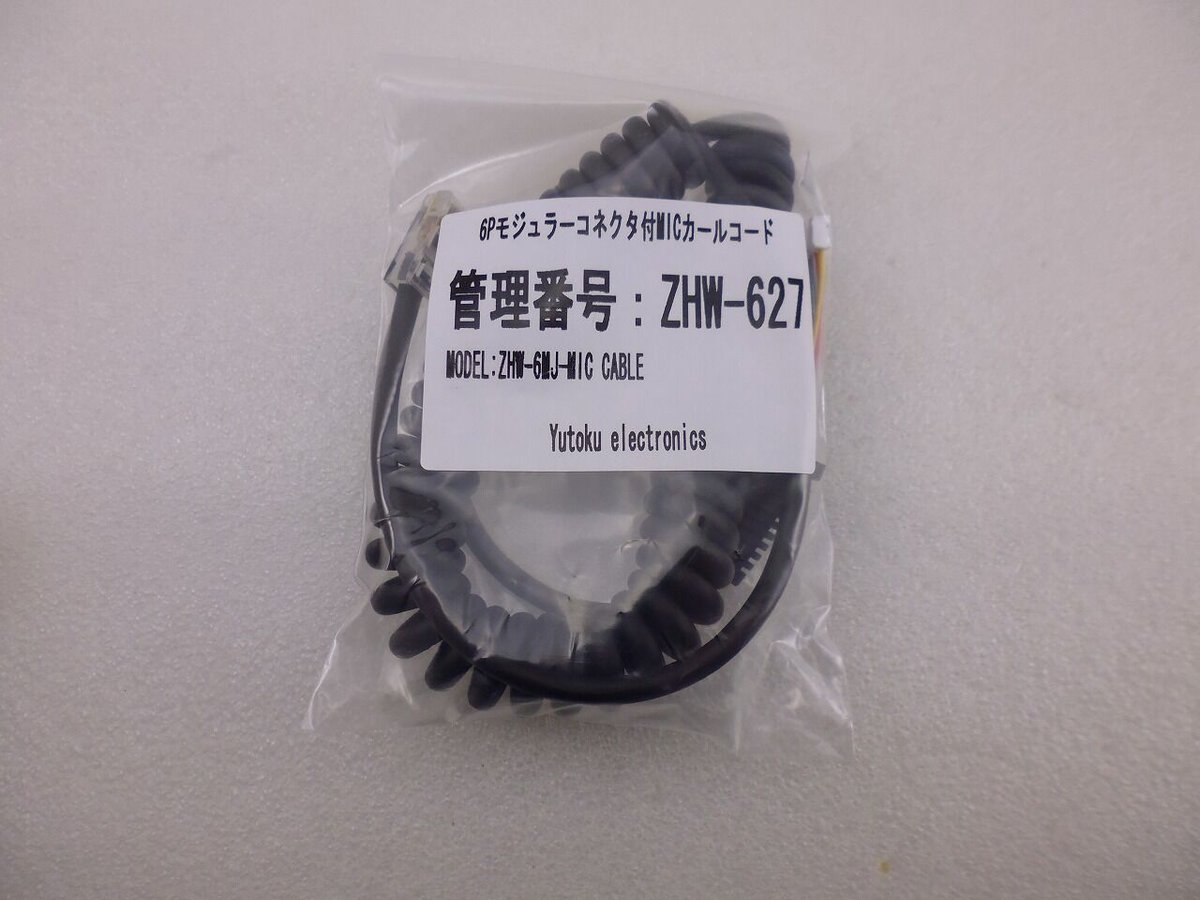 6Pモジュラーコネクタ付MICカールコード
管理番号：ZHW-627
MODEL:ZHW-6MJ-MIC CABLE
Yutoku electronics